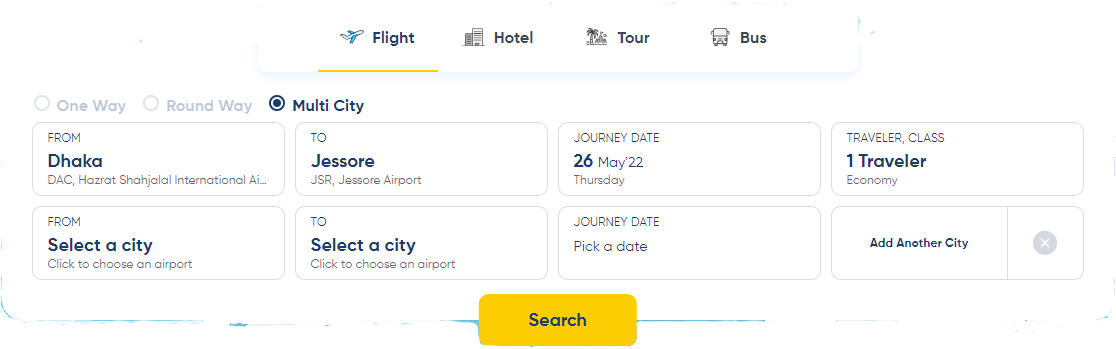 Flight Hotel Tour Bus
One Way Round Way Multi City
FROM TO JOURNEY DATE TRAVELER, CLASS
Dhaka Jessore 26 May'22 1 Traveler
DAC, Hazrat Shahjalal International Ai... JSR, Jessore Airport Thursday Economy
FROM TO JOURNEY DATE
Select a city Select a city Pick a date Add Another City
Click to choose an airport Click to choose an airport
Search